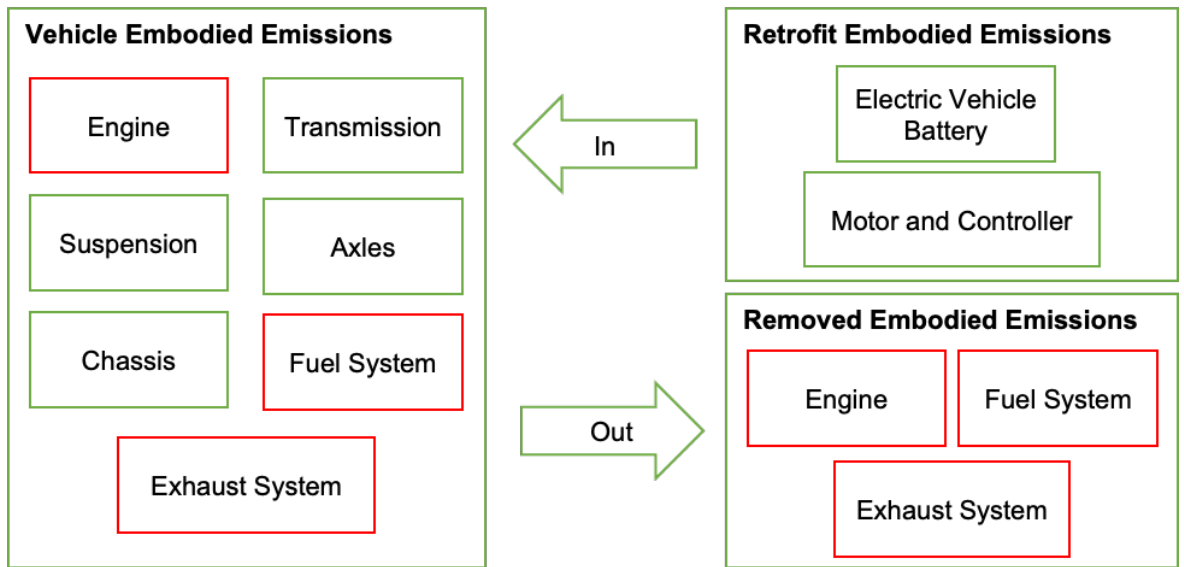 Vehicle Embodied Emissions
Engine
Transmission
Suspension
Axles
Chassis
Fuel System
Exhaust System
In
Out
Retrofit Embodied Emissions
Electric Vehicle
Battery
Motor and Controller
Removed Embodied Emissions
Engine
Fuel System
Exhaust System